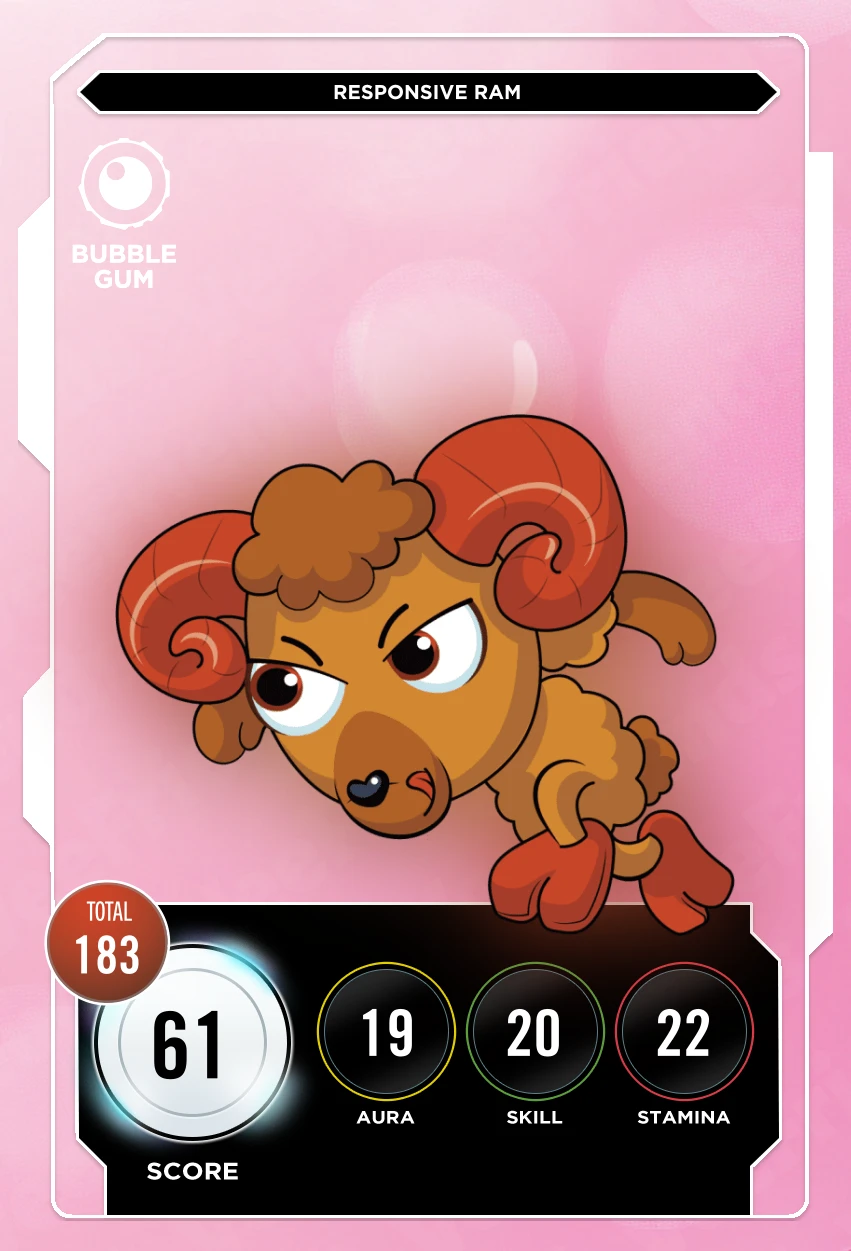 RESPONSIVE RAM
BUBBLE
GUM
TOTAL
183
61
SCORE
19
AURA
20
SKILL
22
STAMINA